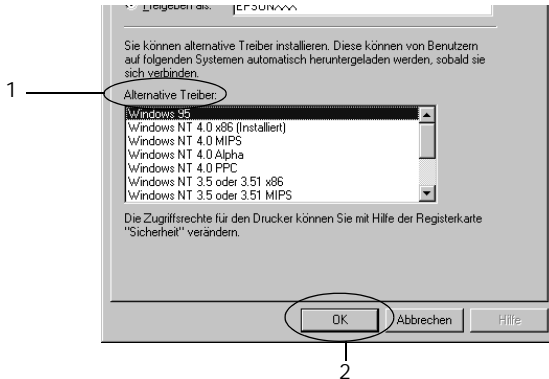 Freigeben als: EPSONXXX
Sie können alternative Treiber installieren. Diese können von Benutzern
auf folgenden Systemen automatisch heruntergeladen werden, sobald sie
sich verbinden.
1
Alternative Treiber:
Windows 95
Windows NT 4.0 x86 (Installiert)
Windows NT 4.0 MIPS
Windows NT 4.0 Alpha
Windows NT 4.0 PPC
Windows NT 3.5 oder 3.51 x86
Windows NT 3.5 oder 3.51 MIPS
Die Zugriffsrechte für den Drucker können Sie mit Hilfe der Registerkarte
"Sicherheit" verändern.
OK Abbrechen Hilfe
2